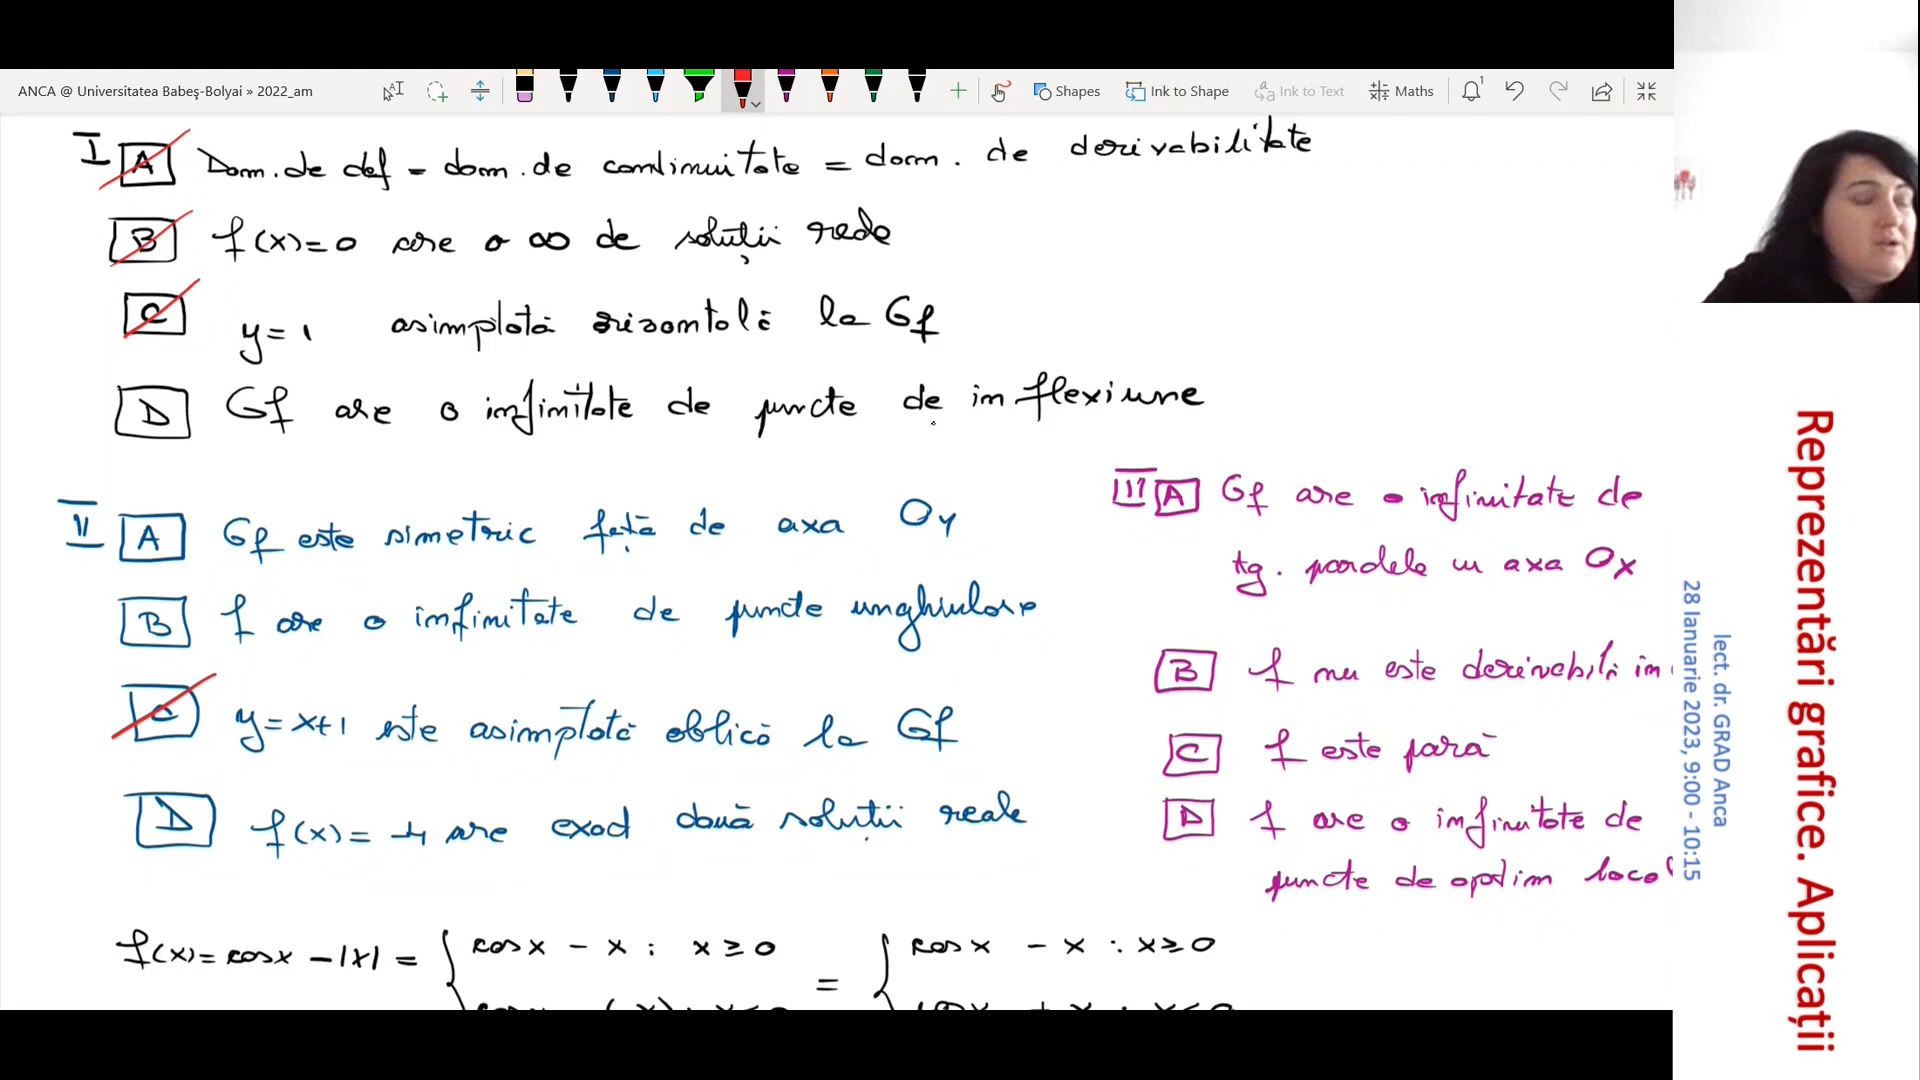 ANCA @ Universitatea Babeş-Bolyai » 2022_am
Shapes
Ink to Shape
Ink to Text
Maths
1
I A Dom. de def = dom. de continuitate = dom. de derivabilitate
B f(x)=0 are o ∞ de soluții reale
C y=1 asimptotă orizontală la Gf
D Gf are o infinitate de puncte de inflexiune
II A Gf este simetric față de axa Oy
B f are o infinitate de puncte unghiulare
C y=x+1 este asimptotă oblică la Gf
D f(x)= -4 are exact două soluții reale
III A Gf are o infinitate de
tg. paralele cu axa Ox
B f nu este derivabilă în
C f este pară
D f are o infinitate de
puncte de optim local
f(x)= cosx -|x| = { cosx - x : x ≥ 0 = { cosx - x : x ≥ 0
Reprezentări grafice. Aplicații
lect. dr. GRAD Anca
28 Ianuarie 2023, 9:00 - 10:15